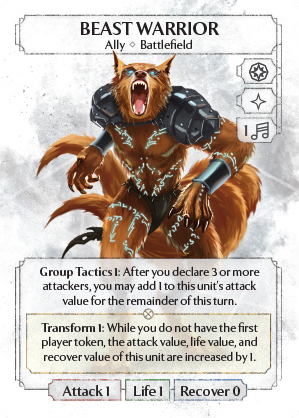 BEAST WARRIOR
Ally ◇ Battlefield
1
Group Tactics 1: After you declare 3 or more
attackers, you may add 1 to this unit's attack
value for the remainder of this turn.
Transform 1: While you do not have the first
player token, the attack value, life value, and
recover value of this unit are increased by 1.
Attack 1 Life 1 Recover 0